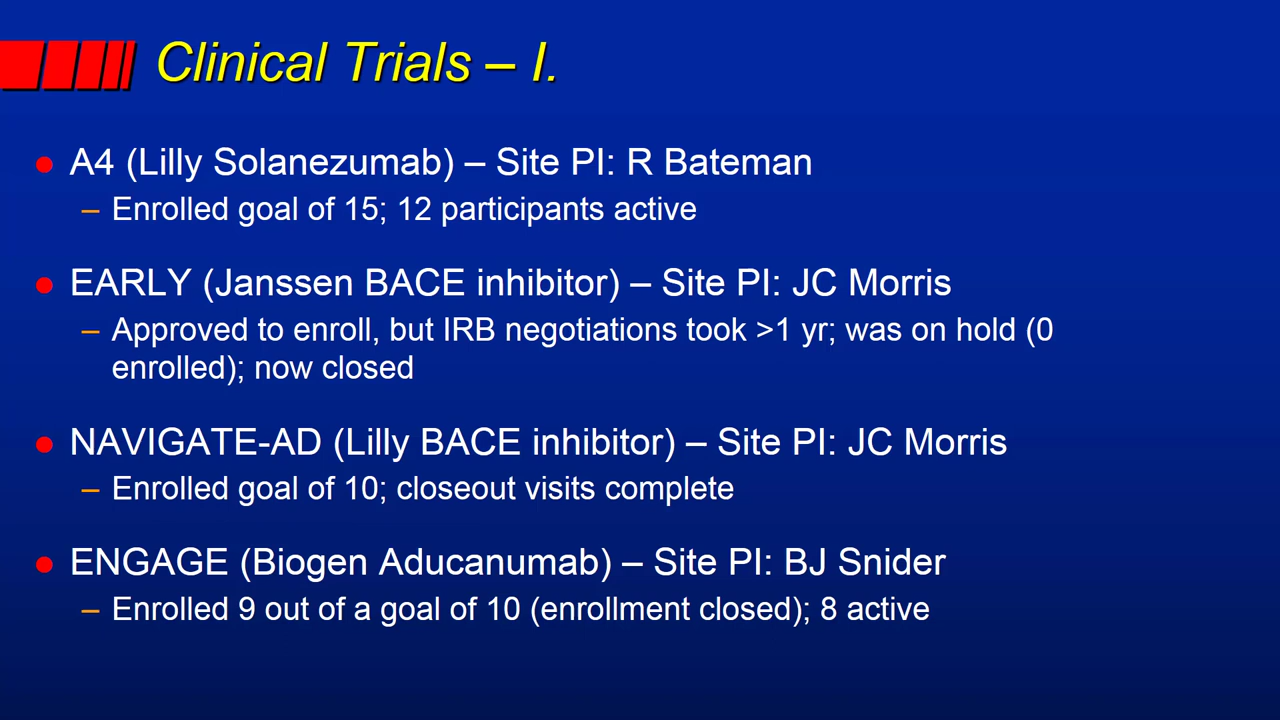 Clinical Trials – I.
● A4 (Lilly Solanezumab) – Site PI: R Bateman
– Enrolled goal of 15; 12 participants active
● EARLY (Janssen BACE inhibitor) – Site PI: JC Morris
– Approved to enroll, but IRB negotiations took >1 yr; was on hold (0
enrolled); now closed
● NAVIGATE-AD (Lilly BACE inhibitor) – Site PI: JC Morris
– Enrolled goal of 10; closeout visits complete
● ENGAGE (Biogen Aducanumab) – Site PI: BJ Snider
– Enrolled 9 out of a goal of 10 (enrollment closed); 8 active